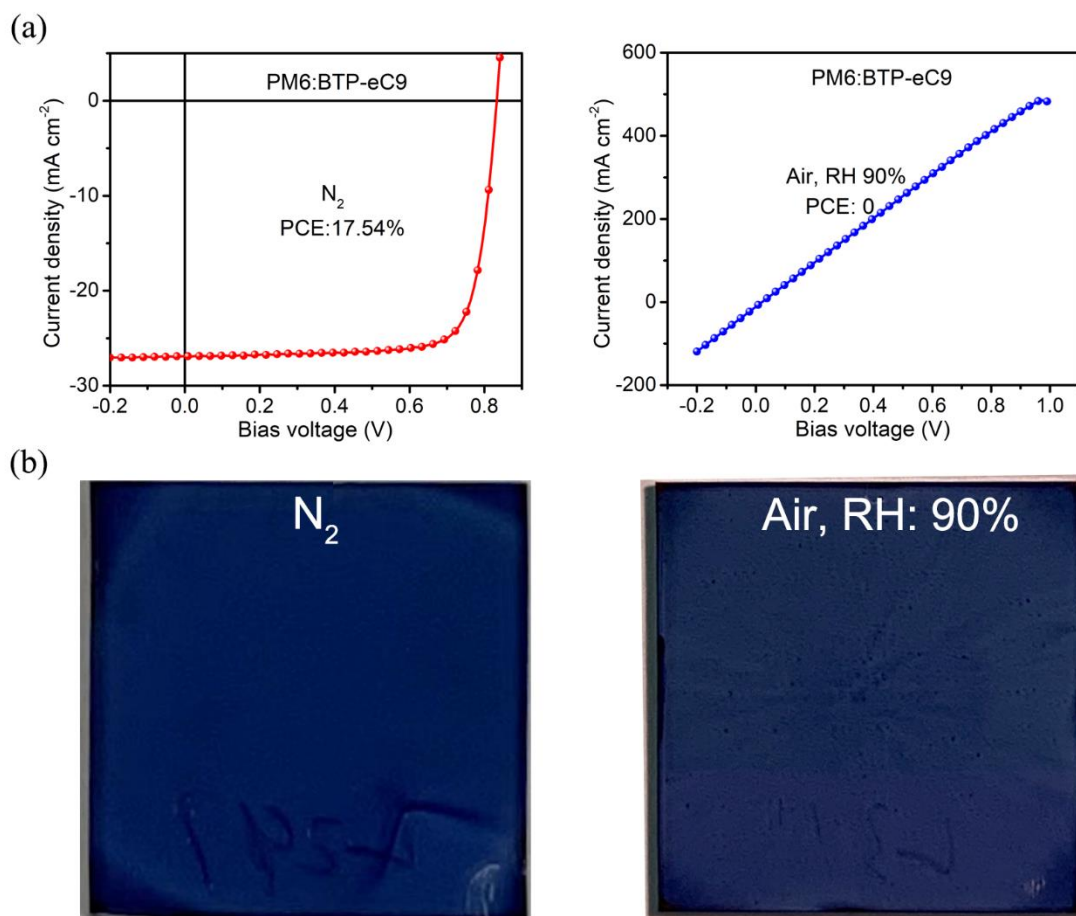 (a)
PM6:BTP-eC9
N₂
PCE:17.54%
Current density (mA cm⁻²)
0
-10
-20
-30
-0.2 0.0 0.2 0.4 0.6 0.8
Bias voltage (V)
PM6:BTP-eC9
Air, RH 90%
PCE: 0
Current density (mA cm⁻²)
600
400
200
0
-200
-0.2 0.0 0.2 0.4 0.6 0.8 1.0
Bias voltage (V)
(b)
N₂
Air, RH: 90%